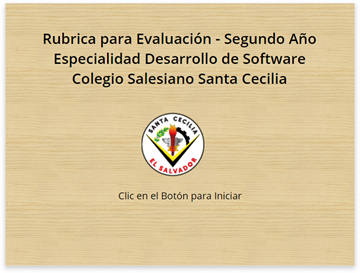 Rubrica para Evaluación - Segundo Año
Especialidad Desarrollo de Software
Colegio Salesiano Santa Cecilia
SANTA CECILIA
EL SALVADOR
Clic en el Botón para Iniciar